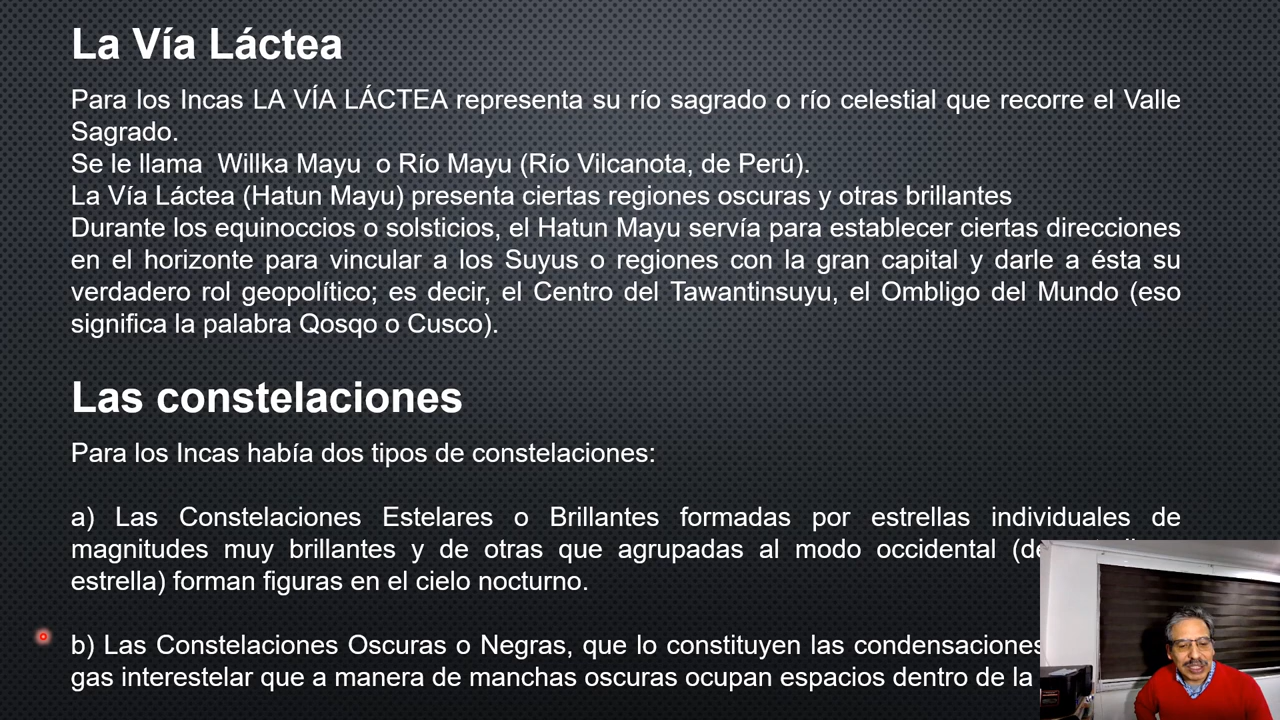 La Vía Láctea
Para los Incas LA VÍA LÁCTEA representa su río sagrado o río celestial que recorre el Valle
Sagrado.
Se le llama Willka Mayu o Río Mayu (Río Vilcanota, de Perú).
La Vía Láctea (Hatun Mayu) presenta ciertas regiones oscuras y otras brillantes
Durante los equinoccios o solsticios, el Hatun Mayu servía para establecer ciertas direcciones
en el horizonte para vincular a los Suyus o regiones con la gran capital y darle a ésta su
verdadero rol geopolítico; es decir, el Centro del Tawantinsuyu, el Ombligo del Mundo (eso
significa la palabra Qosqo o Cusco).
Las constelaciones
Para los Incas había dos tipos de constelaciones:
a) Las Constelaciones Estelares o Brillantes formadas por estrellas individuales de
magnitudes muy brillantes y de otras que agrupadas al modo occidental
estrella) forman figuras en el cielo nocturno.
b) Las Constelaciones Oscuras o Negras, que lo constituyen las condensaciones
gas interestelar que a manera de manchas oscuras ocupan espacios dentro de la